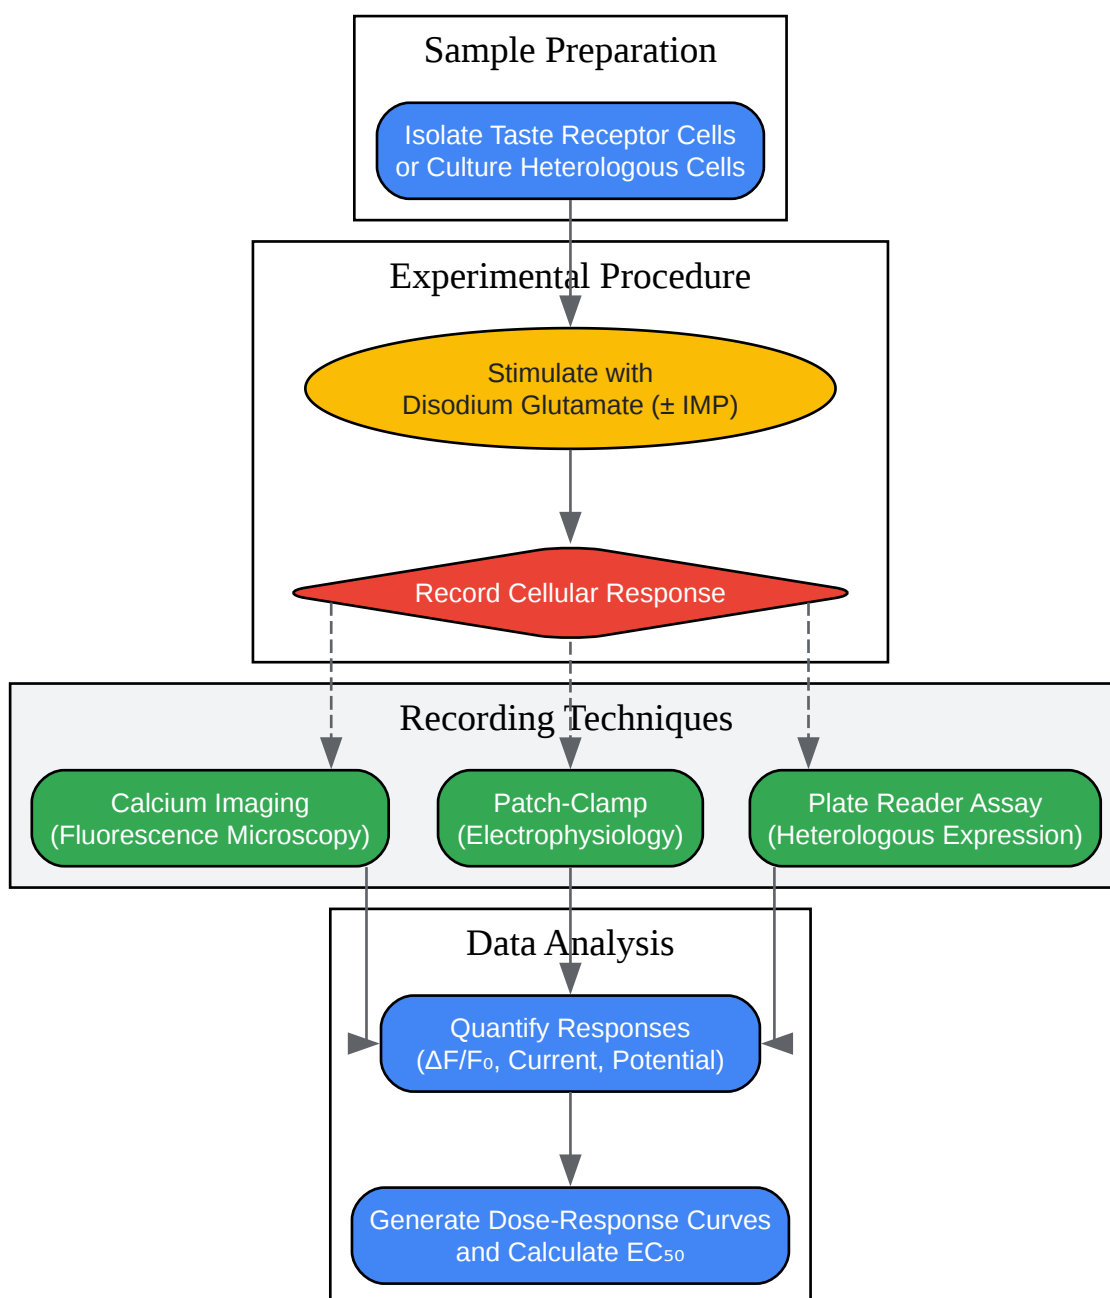 Sample Preparation
Isolate Taste Receptor Cells
or Culture Heterologous Cells
Experimental Procedure
Stimulate with
Disodium Glutamate (± IMP)
Record Cellular Response
Recording Techniques
Calcium Imaging
(Fluorescence Microscopy)
Patch-Clamp
(Electrophysiology)
Plate Reader Assay
(Heterologous Expression)
Data Analysis
Quantify Responses
(ΔF/F₀, Current, Potential)
Generate Dose-Response Curves
and Calculate EC₅₀